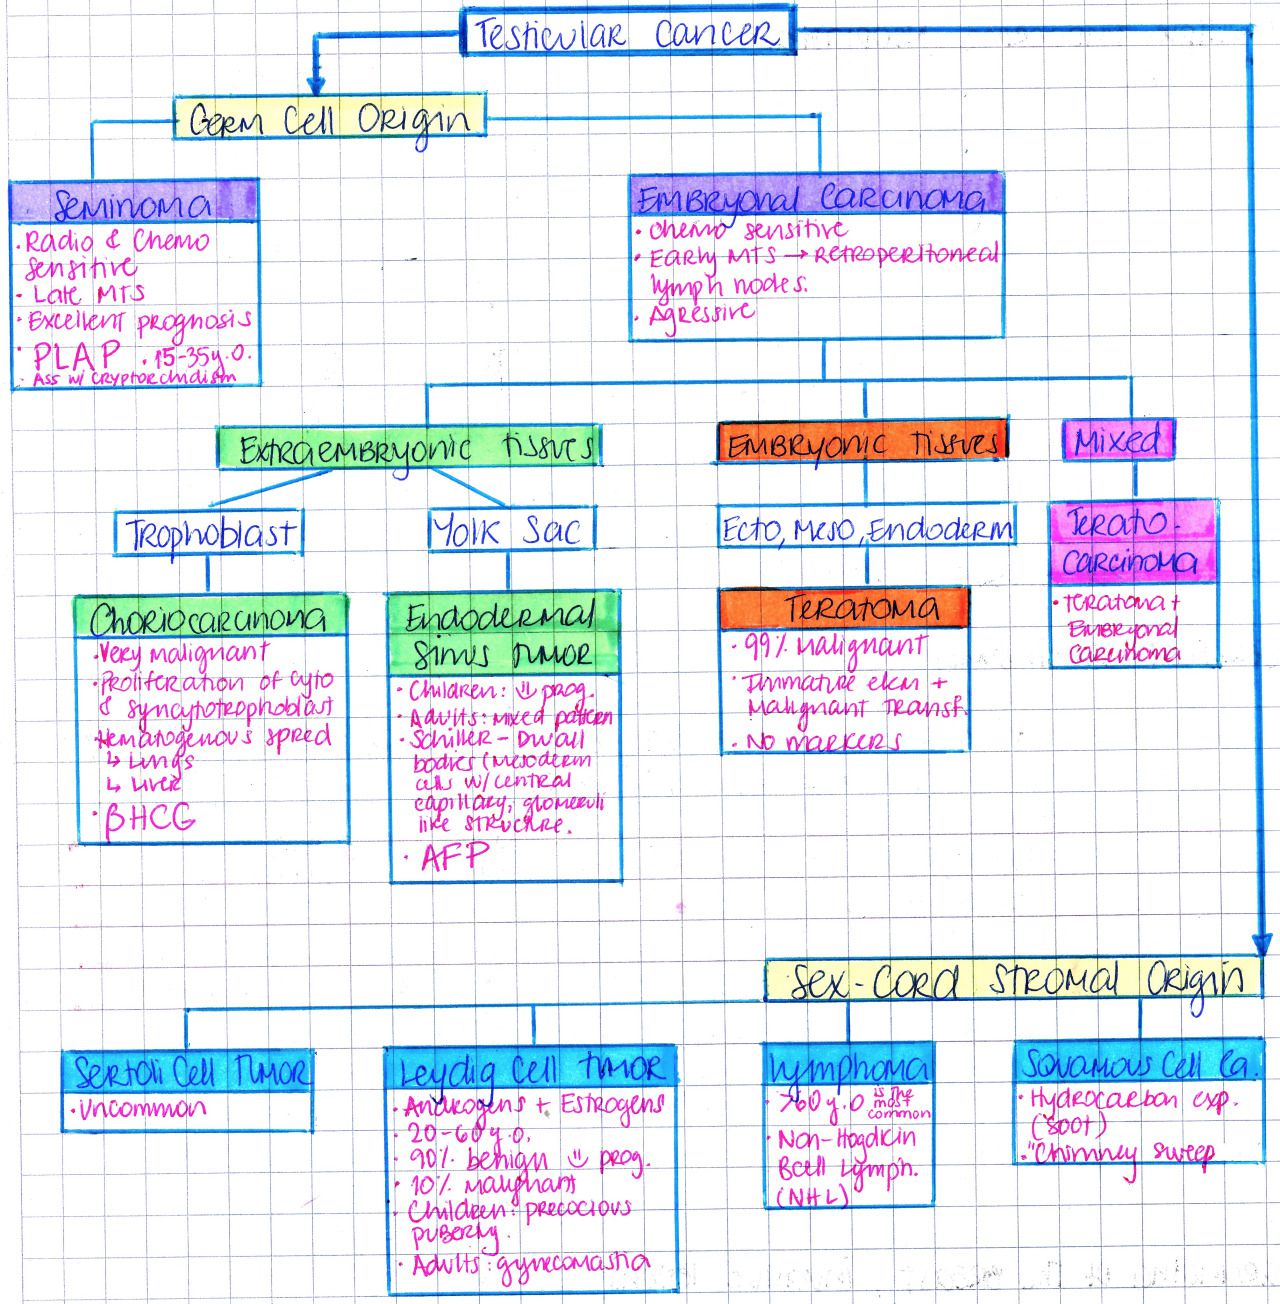 Testicular Cancer
Germ Cell Origin
Seminoma
· Radio & Chemo
sensitive
· Late MTS
· Excellent prognosis
· PLAP · 15-35y.o.
· Ass w/ cryptorchidism
Embryonal Carcinoma
· Chemo sensitive
· Early MTS → Retroperitoneal
lymph nodes.
· Agressive
Extraembryonic Tissues
Embryonic Tissues
Mixed
Trophoblast
Yolk Sac
Ecto, Meso, Endoderm
Terato-
Carcinoma
· Teratoma +
Embryonal
Carcinoma
Choriocarcinoma
· Very malignant
· Proliferation of cyto
& syncytotrophoblast
· Hematogenous spred
↳ Lungs
↳ Liver
· βHCG
Endodermal
Sinus Tumor
· Children: prog.
· Adults: mixed pattern
· Schiller-Dwall
bodies (Mesoderm
cells w/central
capillary, glomeruli
like structure.
· AFP
Teratoma
· 99% Malignant
· Immature elem +
Malignant Transf.
· No markers
Sex-Cord Stromal Origin
Sertoli Cell Tumor
· Uncommon
Leydig Cell Tumor
· Androgens + Estrogens
· 20-60 y.o.
· 90% benign prog.
· 10% malignant
· Children: precocious
puberty.
· Adults: gynecomastia
Lymphoma
· >60 y.o is the most common
· Non-Hogdkin
Bcell Lymph.
(NHL)
Squamous Cell Ca.
· Hydrocarbon exp.
(soot)
· "Chimney sweep